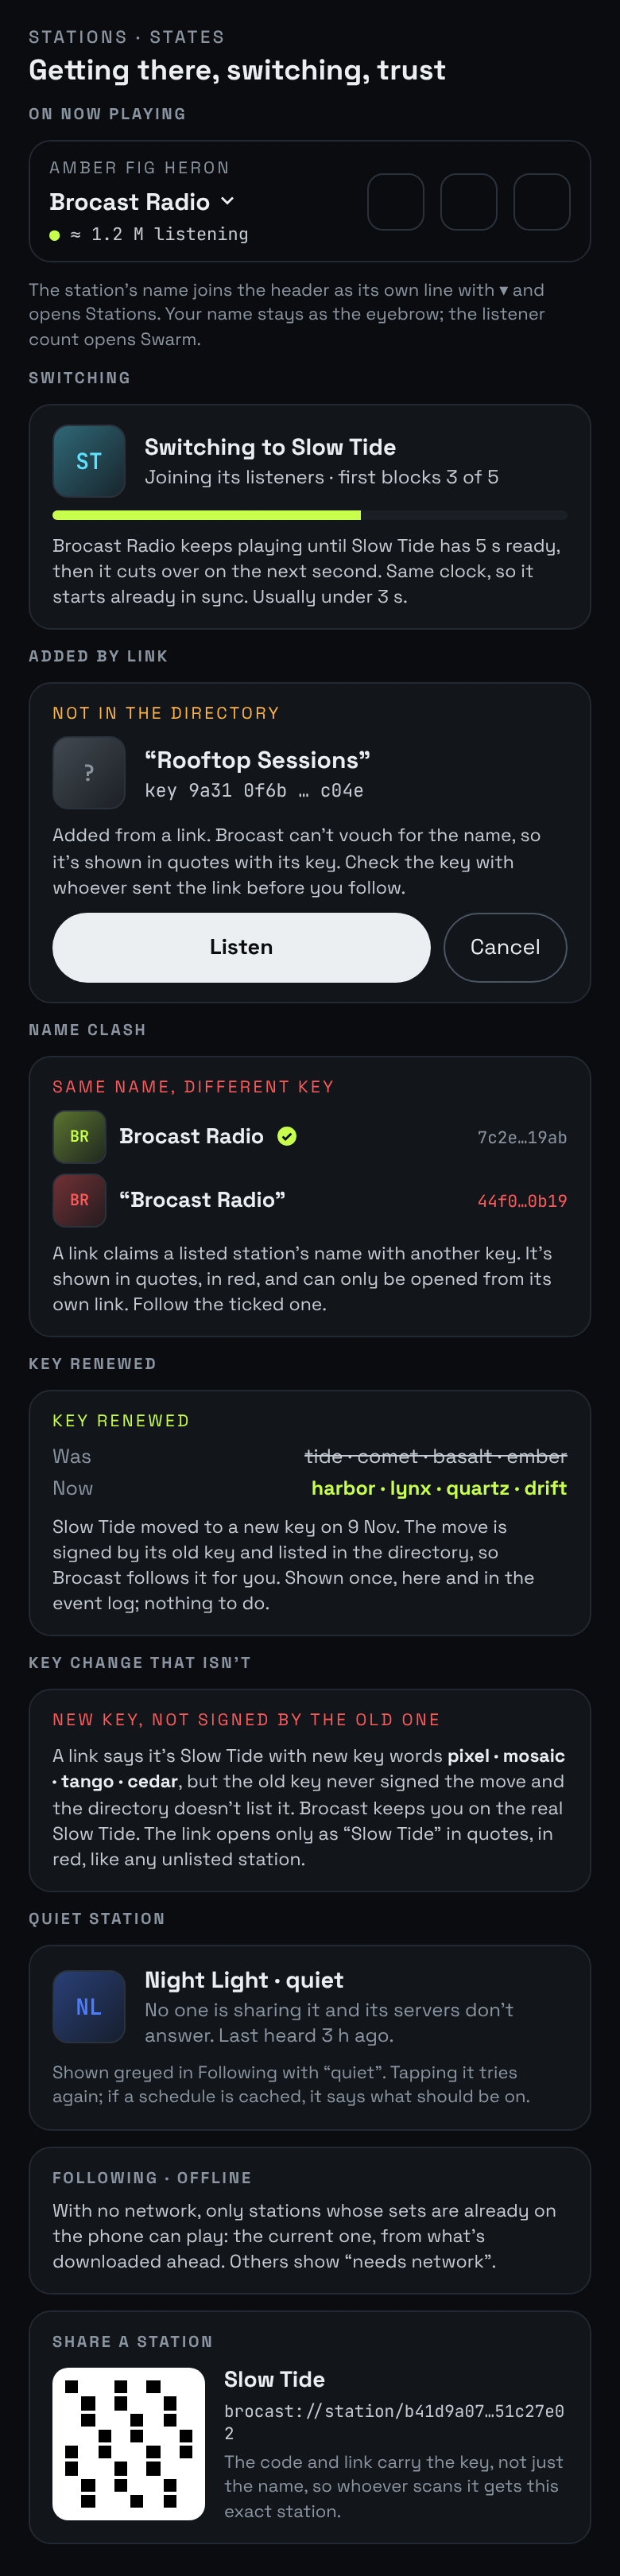 STATIONS · STATES
Getting there, switching, trust
ON NOW PLAYING
AMBER FIG HERON
Brocast Radio
≈ 1.2 M listening
The station's name joins the header as its own line with ▾ and
opens Stations. Your name stays as the eyebrow; the listener
count opens Swarm.
SWITCHING
ST
Switching to Slow Tide
Joining its listeners · first blocks 3 of 5
Brocast Radio keeps playing until Slow Tide has 5 s ready,
then it cuts over on the next second. Same clock, so it
starts already in sync. Usually under 3 s.
ADDED BY LINK
NOT IN THE DIRECTORY
?
“Rooftop Sessions”
key 9a31 0f6b … c04e
Added from a link. Brocast can't vouch for the name, so
it's shown in quotes with its key. Check the key with
whoever sent the link before you follow.
Listen
Cancel
NAME CLASH
SAME NAME, DIFFERENT KEY
BR
Brocast Radio
7c2e…19ab
BR
“Brocast Radio”
44f0…0b19
A link claims a listed station's name with another key. It's
shown in quotes, in red, and can only be opened from its
own link. Follow the ticked one.
KEY RENEWED
KEY RENEWED
Was
tide · comet · basalt · ember
Now
harbor · lynx · quartz · drift
Slow Tide moved to a new key on 9 Nov. The move is
signed by its old key and listed in the directory, so
Brocast follows it for you. Shown once, here and in the
event log; nothing to do.
KEY CHANGE THAT ISN'T
NEW KEY, NOT SIGNED BY THE OLD ONE
A link says it's Slow Tide with new key words pixel · mosaic
· tango · cedar, but the old key never signed the move and
the directory doesn't list it. Brocast keeps you on the real
Slow Tide. The link opens only as “Slow Tide” in quotes, in
red, like any unlisted station.
QUIET STATION
NL
Night Light · quiet
No one is sharing it and its servers don't
answer. Last heard 3 h ago.
Shown greyed in Following with “quiet”. Tapping it tries
again; if a schedule is cached, it says what should be on.
FOLLOWING · OFFLINE
With no network, only stations whose sets are already on
the phone can play: the current one, from what's
downloaded ahead. Others show “needs network”.
SHARE A STATION
Slow Tide
brocast://station/b41d9a07…51c27e0
2
The code and link carry the key, not just
the name, so whoever scans it gets this
exact station.